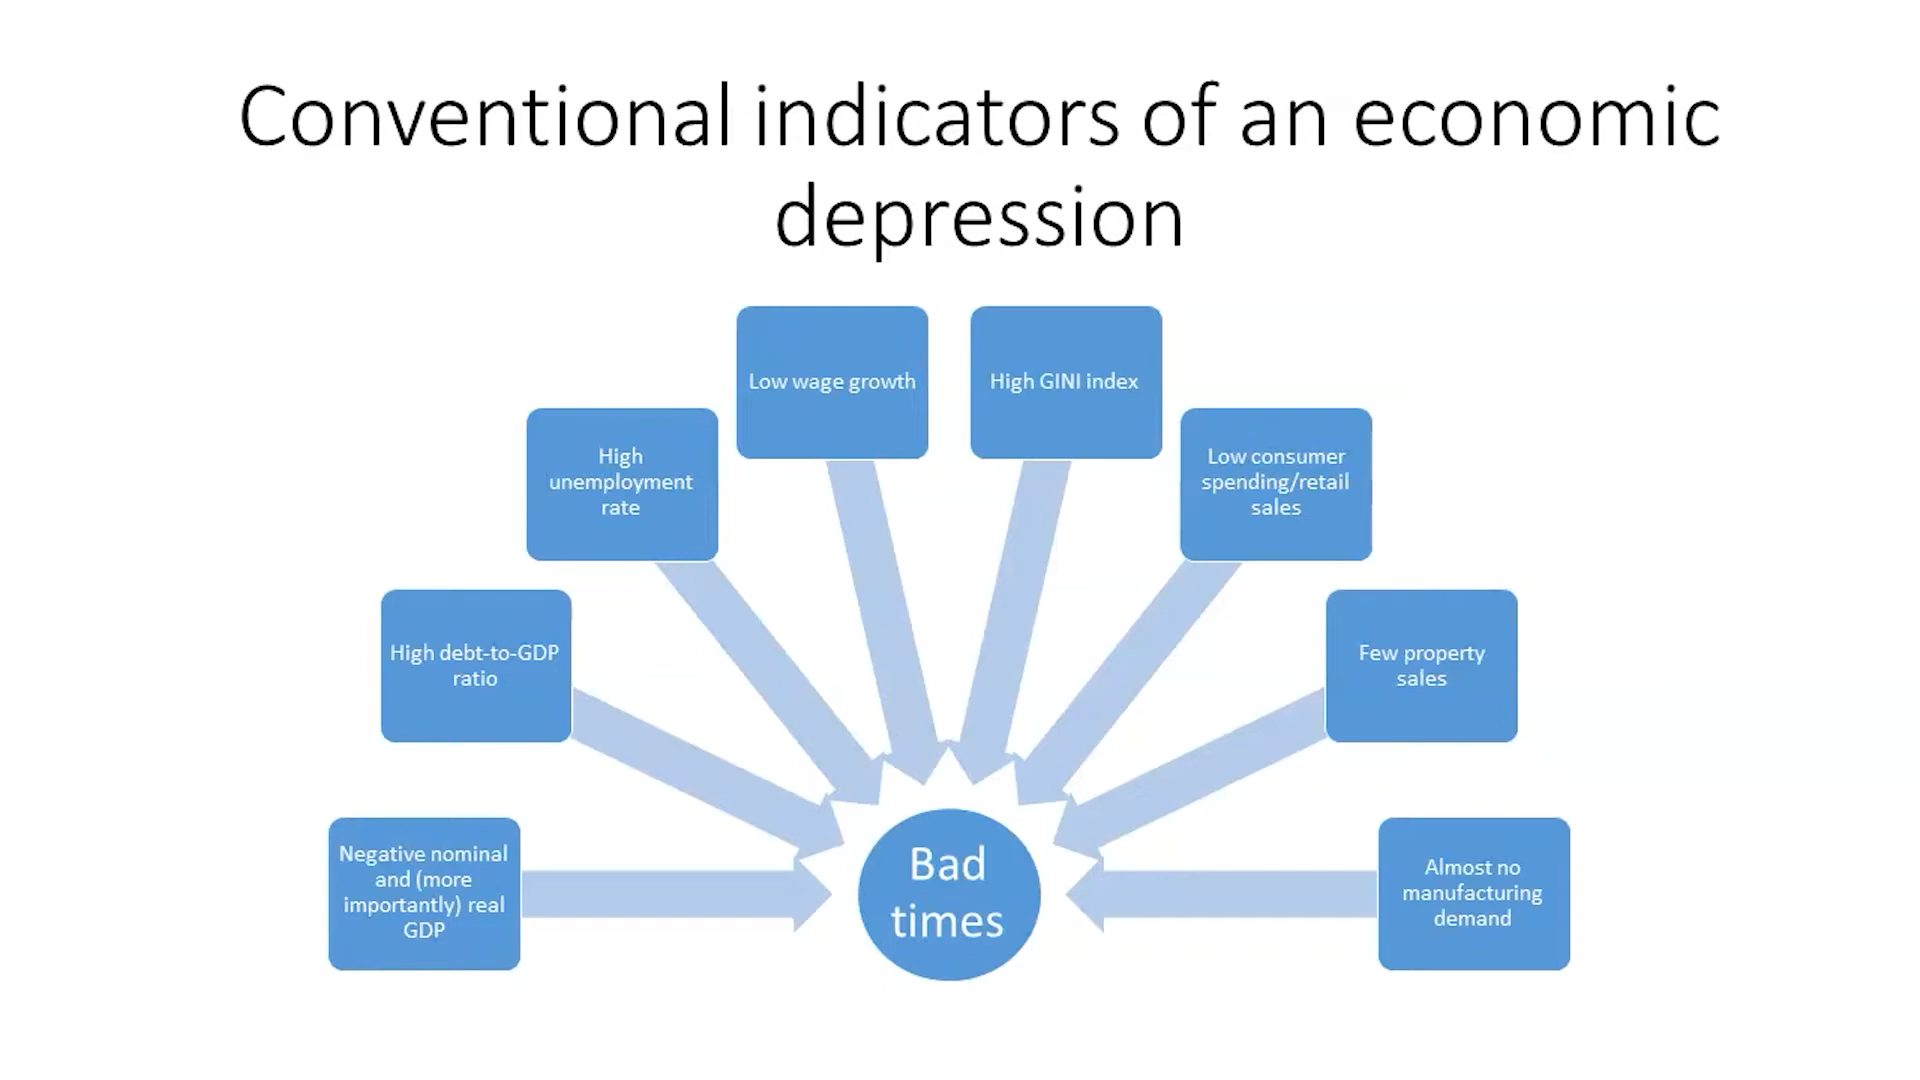 Conventional indicators of an economic
depression
Low wage growth
High GINI index
High
unemployment
rate
Low consumer
spending/retail
sales
High debt-to-GDP
ratio
Few property
sales
Negative nominal
and (more
importantly) real
GDP
Bad
times
Almost no
manufacturing
demand